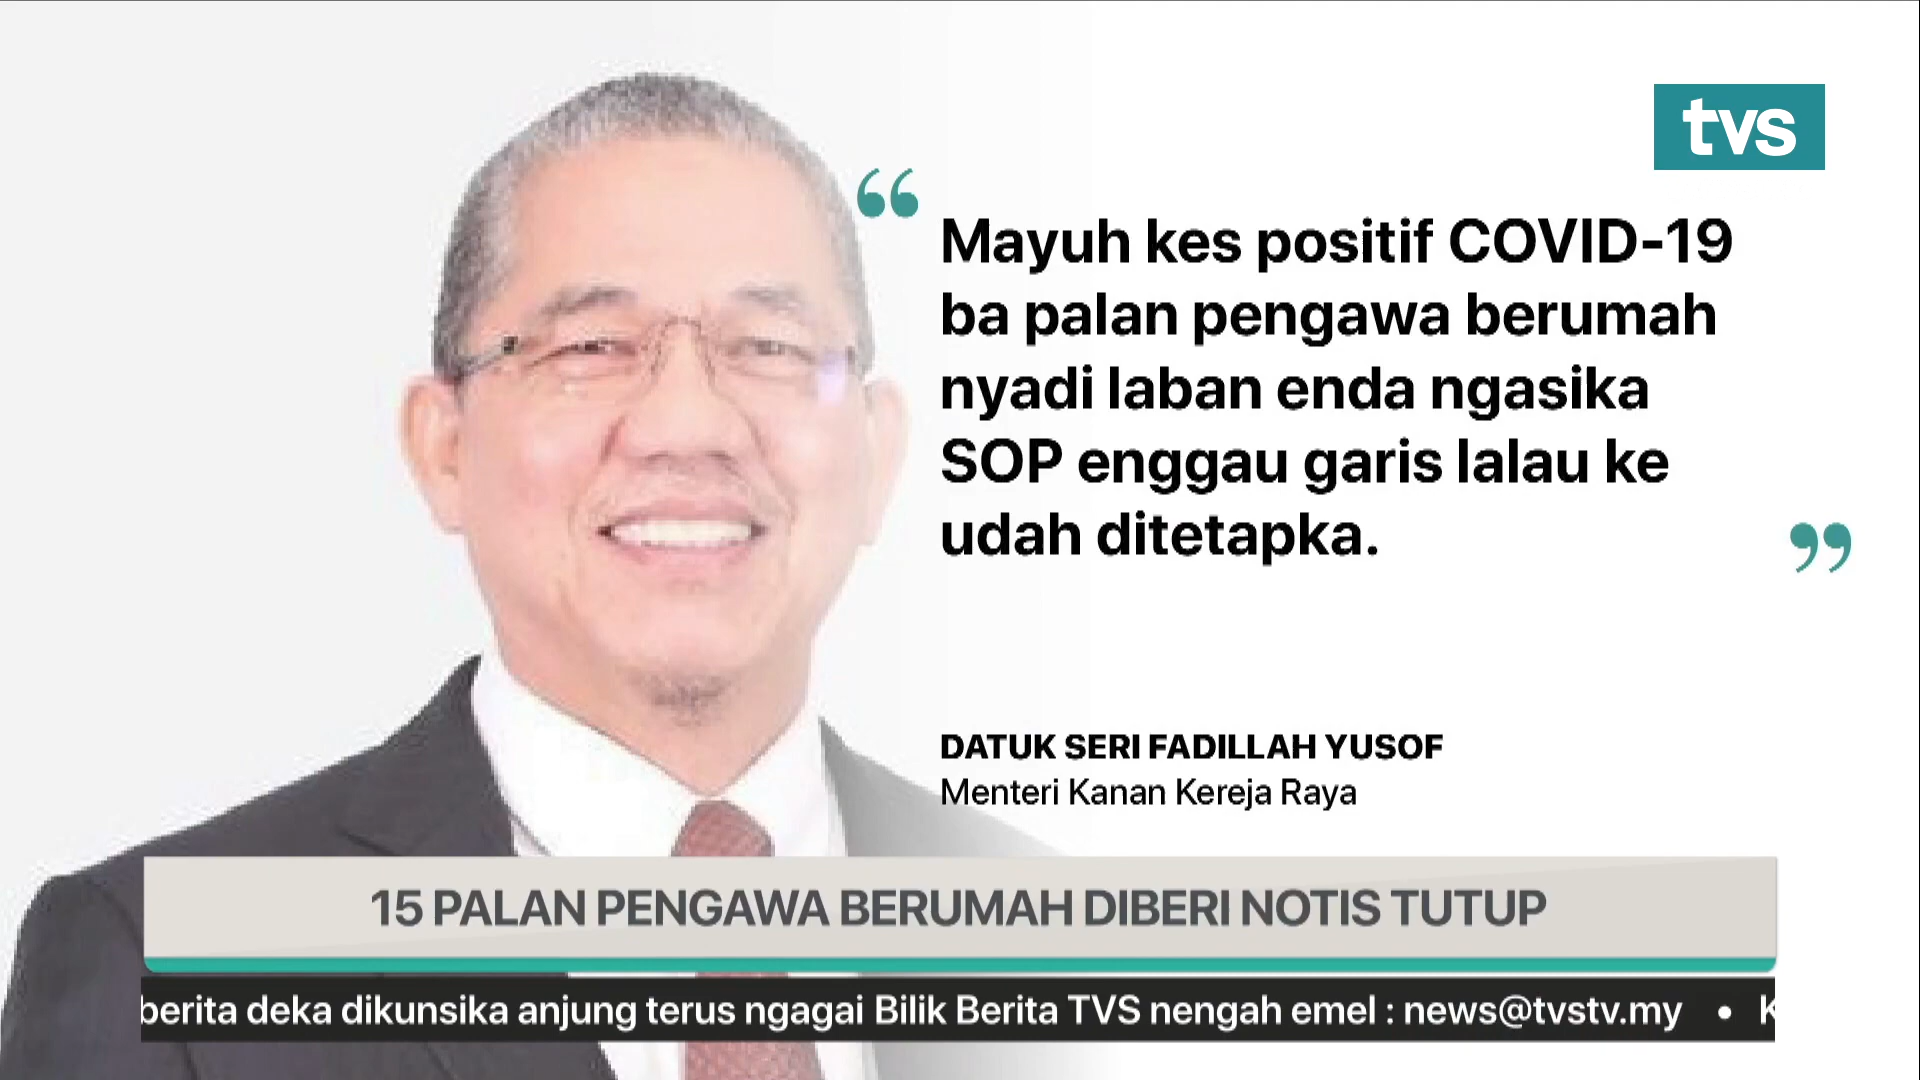 tvs
“Mayuh kes positif COVID-19
ba palan pengawa berumah
nyadi laban enda ngasika
SOP enggau garis lalau ke
udah ditetapka.”
DATUK SERI FADILLAH YUSOF
Menteri Kanan Kereja Raya
15 PALAN PENGAWA BERUMAH DIBERI NOTIS TUTUP
berita deka dikunsika anjung terus ngagai Bilik Berita TVS nengah emel : news@tvstv.my • K